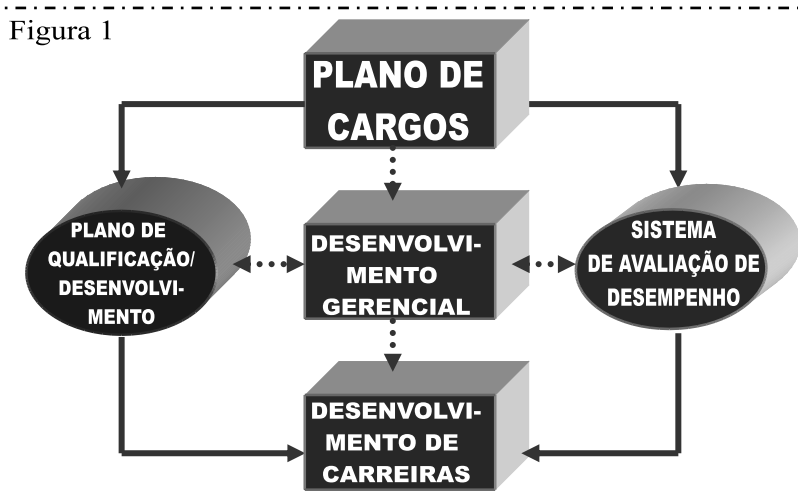 Figura 1
PLANO DE
CARGOS
PLANO DE
QUALIFICAÇÃO/
DESENVOLVI-
MENTO
DESENVOLVI-
MENTO
GERENCIAL
SISTEMA
DE AVALIAÇÃO DE
DESEMPENHO
DESENVOLVI-
MENTO DE
CARREIRAS